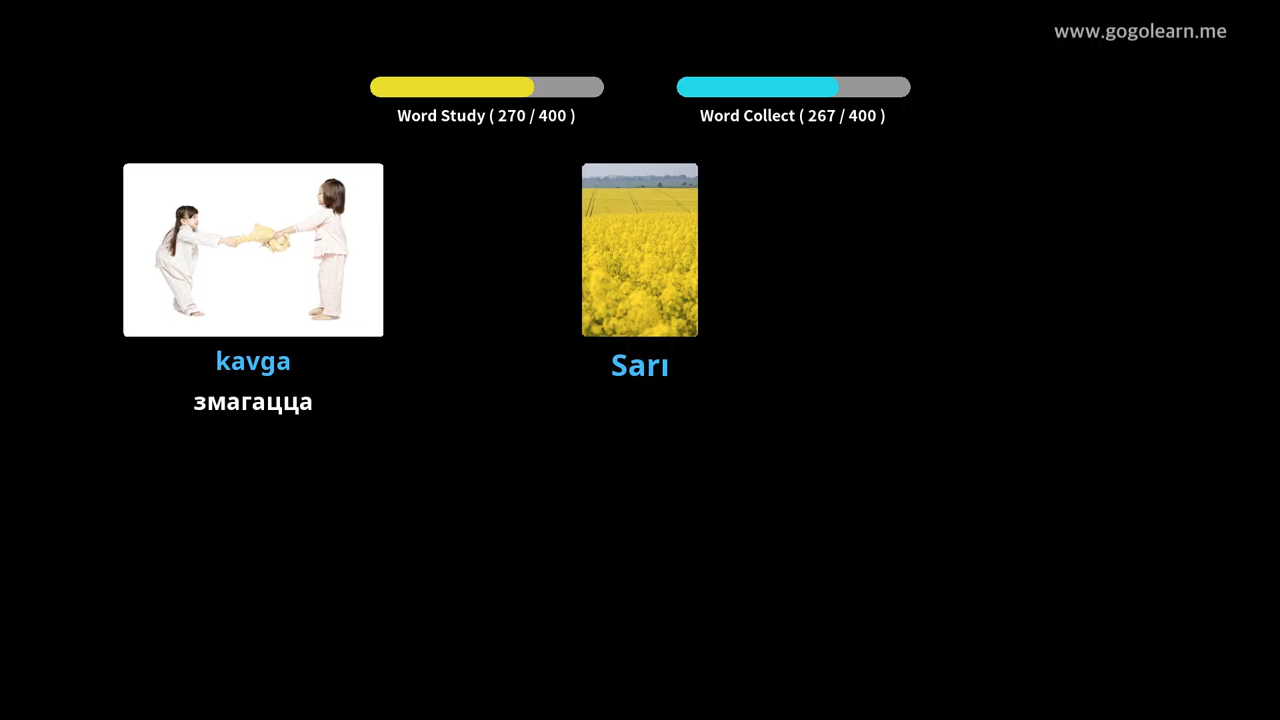 www.gogolearn.me
Word Study ( 270 / 400 )
Word Collect ( 267 / 400 )
kavga
змагацца
Sarı